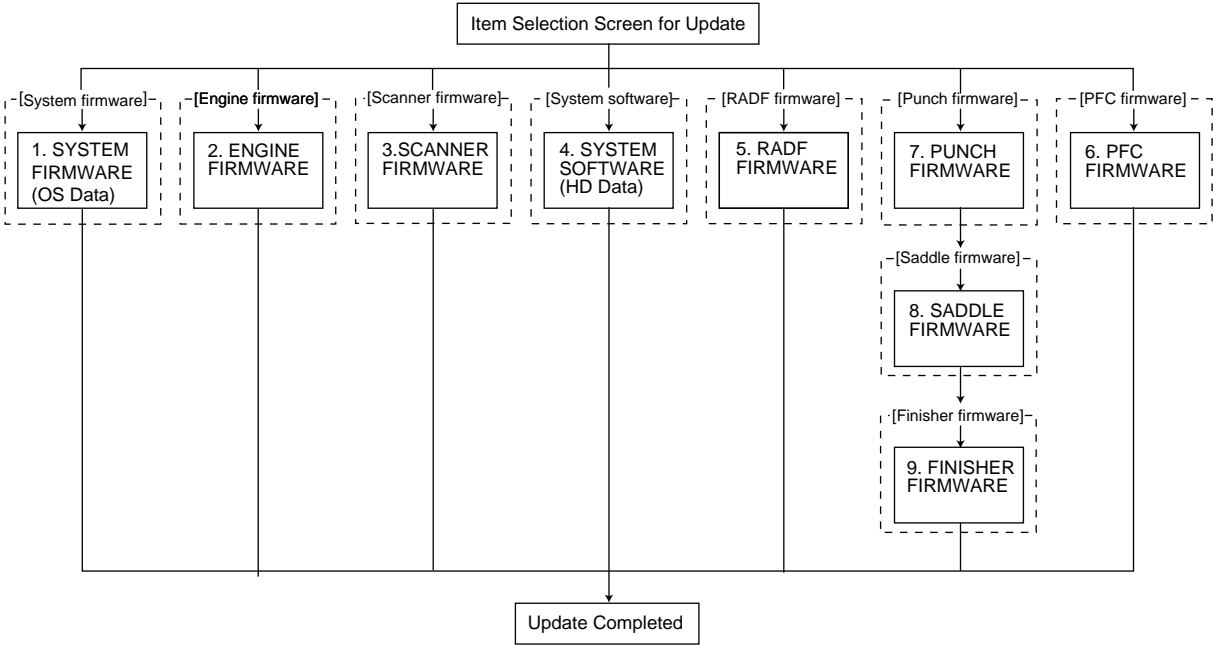 Item Selection Screen for Update
[System firmware]
[Engine firmware]
[Scanner firmware]
[System software]
[RADF firmware]
[Punch firmware]
[PFC firmware]
1. SYSTEM
FIRMWARE
(OS Data)
2. ENGINE
FIRMWARE
3.SCANNER
FIRMWARE
4. SYSTEM
SOFTWARE
(HD Data)
5. RADF
FIRMWARE
7. PUNCH
FIRMWARE
6. PFC
FIRMWARE
[Saddle firmware]
8. SADDLE
FIRMWARE
[Finisher firmware]
9. FINISHER
FIRMWARE
Update Completed